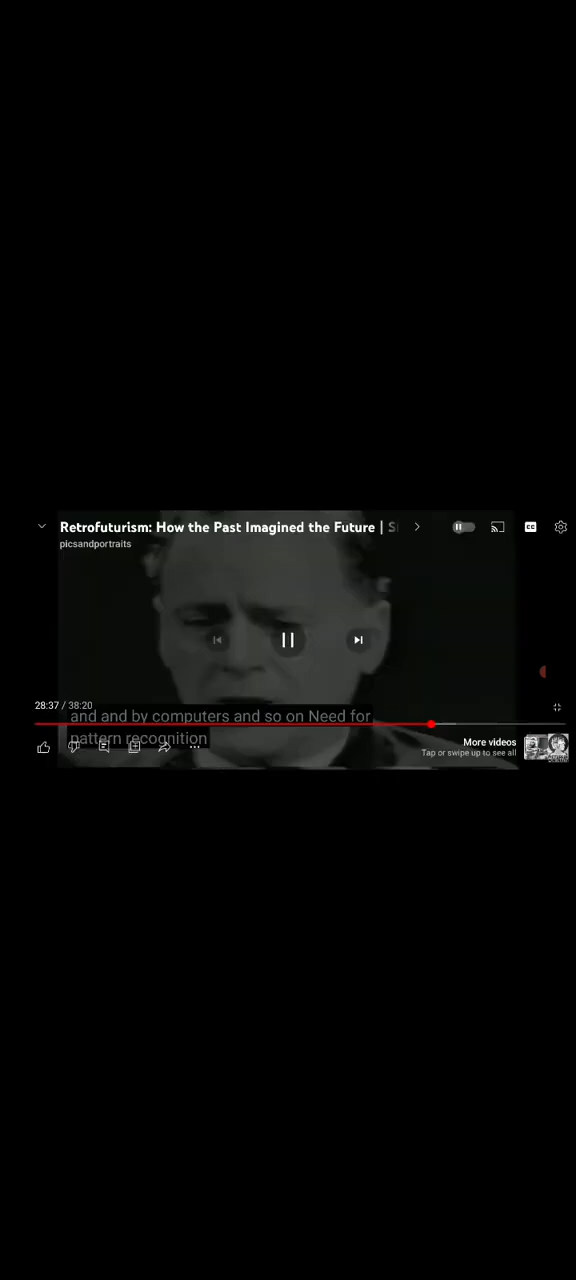 Retrofuturism: How the Past Imagined the Future |
picsandportraits
CC
28:37 / 38:20
and and by computers and so on Need for
pattern recognition
More videos
Tap or swipe up to see all